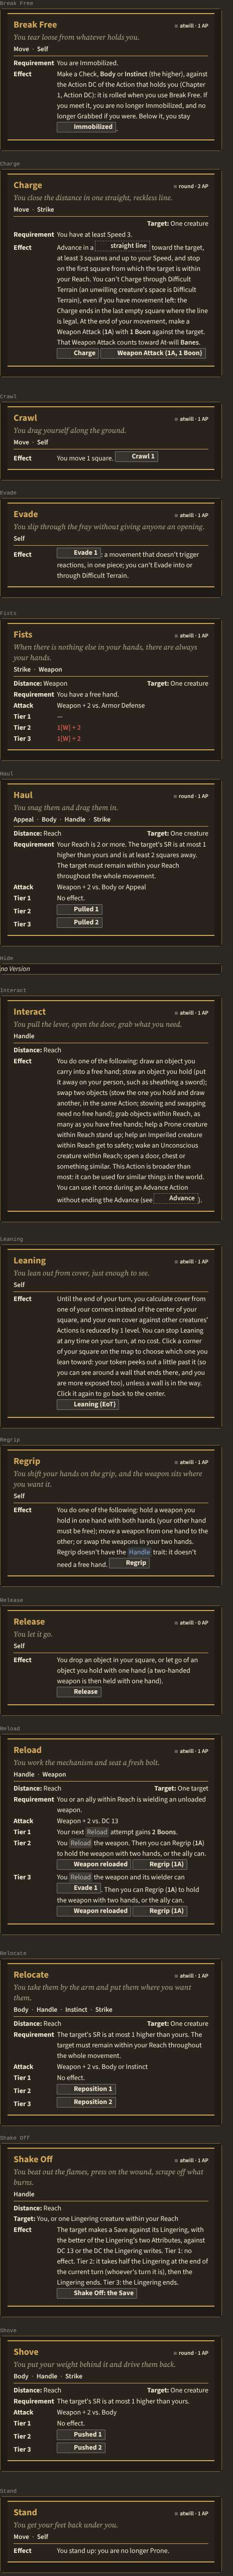 Break Free
Break Free
atwill · 1 AP
You tear loose from whatever holds you.
Move · Self
Requirement You are Immobilized.
Effect Make a Check, Body or Instinct (the higher), against
the Action DC of the Action that holds you (Chapter
1, Action DC); it is rolled when you use Break Free. If
you meet it, you are no longer Immobilized, and no
longer Grabbed if you were. Below it, you stay
Immobilized.
Charge
Charge
round · 2 AP
You close the distance in one straight, reckless line.
Move · Strike
Target: One creature
Requirement You have at least Speed 3.
Effect Advance in a straight line toward the target,
at least 3 squares and up to your Speed, and stop
on the first square from which the target is within
your Reach. You can't Charge through Difficult
Terrain (an unwilling creature's space is Difficult
Terrain), even if you have movement left: the
Charge ends in the last empty square where the line
is legal. At the end of your movement, make a
Weapon Attack (1A) with 1 Boon against the target.
That Weapon Attack counts toward At-will Banes.
Charge Weapon Attack (1A, 1 Boon)
Crawl
Crawl
atwill · 1 AP
You drag yourself along the ground.
Move · Self
Effect You move 1 square. Crawl 1
Evade
Evade
atwill · 1 AP
You slip through the fray without giving anyone an opening.
Self
Effect Evade 1: a movement that doesn't trigger
reactions, in one piece; you can't Evade into or
through Difficult Terrain.
Fists
Fists
atwill · 1 AP
When there is nothing else in your hands, there are always
your hands.
Strike · Weapon
Distance: Weapon Target: One creature
Requirement You have a free hand.
Attack Weapon + 2 vs. Armor Defense
Tier 1 —
Tier 2 1[W] + 2
Tier 3 1[W] + 2
Haul
Haul
round · 1 AP
You snag them and drag them in.
Appeal · Body · Handle · Strike
Distance: Reach Target: One creature
Requirement Your Reach is 2 or more. The target's SR is at most 1
higher than yours and is at least 2 squares away.
The target must remain within your Reach
throughout the whole movement.
Attack Weapon + 2 vs. Body or Appeal
Tier 1 No effect.
Tier 2 Pulled 1
Tier 3 Pulled 2
Hide
no Version
Interact
Interact
atwill · 1 AP
You pull the lever, open the door, grab what you need.
Handle
Distance: Reach
Effect You do one of the following: draw an object you
carry into a free hand; stow an object you hold (put
it away on your person, such as sheathing a sword);
swap two objects (stow the one you hold and draw
another, in the same Action; stowing and swapping
need no free hand); grab objects within Reach, as
many as you have free hands; help a Prone creature
within Reach stand up; help an Imperiled creature
within Reach get to safety; wake an Unconscious
creature within Reach; open a door, chest or
something similar. This Action is broader than
most: it can be used for similar things in the world.
You can use it once during an Advance Action
without ending the Advance (see Advance).
Leaning
Leaning
atwill · 1 AP
You lean out from cover, just enough to see.
Self
Effect Until the end of your turn, you calculate cover from
one of your corners instead of the center of your
square, and your own cover against other creatures'
Actions is reduced by 1 level. You can stop Leaning
at any time on your turn, at no cost. Click a corner
of your square on the map to choose which one you
lean toward: your token peeks out a little past it (so
you can see around a wall that ends there, and you
are more exposed too), unless a wall is in the way.
Click it again to go back to the center.
Leaning (EoT)
Regrip
Regrip
atwill · 1 AP
You shift your hands on the grip, and the weapon sits where
you want it.
Self
Effect You do one of the following: hold a weapon you
hold in one hand with both hands (your other hand
must be free); move a weapon from one hand to the
other; or swap the weapons in your two hands.
Regrip doesn't have the Handle trait: it doesn't
need a free hand. Regrip
Release
Release
atwill · 0 AP
You let it go.
Self
Effect You drop an object in your square, or let go of an
object you hold with one hand (a two-handed
weapon is then held with one hand).
Release
Reload
Reload
atwill · 1 AP
You work the mechanism and seat a fresh bolt.
Handle · Weapon
Distance: Reach Target: One target
Requirement You or an ally within Reach is wielding an unloaded
weapon.
Attack Weapon + 2 vs. DC 13
Tier 1 Your next Reload attempt gains 2 Boons.
Tier 2 You Reload the weapon. Then you can Regrip (1A)
to hold the weapon with two hands, or the ally can.
Weapon reloaded Regrip (1A)
Tier 3 You Reload the weapon and its wielder can
Evade 1. Then you can Regrip (1A) to hold
the weapon with two hands, or the ally can.
Weapon reloaded Regrip (1A)
Relocate
Relocate
atwill · 1 AP
You take them by the arm and put them where you want
them.
Body · Handle · Instinct · Strike
Distance: Reach Target: One creature
Requirement The target's SR is at most 1 higher than yours. The
target must remain within your Reach throughout
the whole movement.
Attack Weapon + 2 vs. Body or Instinct
Tier 1 No effect.
Tier 2 Reposition 1
Tier 3 Reposition 2
Shake Off
Shake Off
atwill · 1 AP
You beat out the flames, press on the wound, scrape off what
burns.
Handle
Distance: Reach
Target: You, or one Lingering creature within your Reach
Effect The target makes a Save against its Lingering, with
the better of the Lingering's two Attributes, against
DC 13 or the DC the Lingering writes. Tier 1: no
effect. Tier 2: it takes half the Lingering at the end of
the current turn (whoever's turn it is), then the
Lingering ends. Tier 3: the Lingering ends.
Shake Off: the Save
Shove
Shove
round · 1 AP
You put your weight behind it and drive them back.
Body · Handle · Strike
Distance: Reach Target: One creature
Requirement The target's SR is at most 1 higher than yours.
Attack Weapon + 2 vs. Body
Tier 1 No effect.
Tier 2 Pushed 1
Tier 3 Pushed 2
Stand
Stand
atwill · 1 AP
You get your feet back under you.
Move · Self
Effect You stand up: you are no longer Prone.